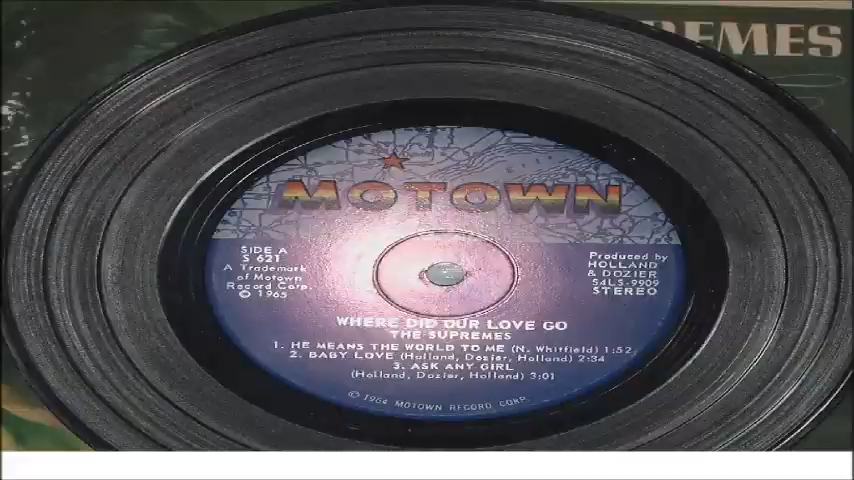 REMES
MOTOWN
SIDE A
S 621
A Trademark
of Motown
Record Corp.
© 1965
Produced by
HOLLAND
& DOZIER
S4LS-9909
STEREO
WHERE DID OUR LOVE GO
THE SUPREMES
1. HE MEANS THE WORLD TO ME (N. Whitfield) 1:52
2. BABY LOVE (Holland, Dozier, Holland) 2:34
3. ASK ANY GIRL
(Holland, Dozier, Holland) 3:01
© 1964 MOTOWN RECORD CORP.